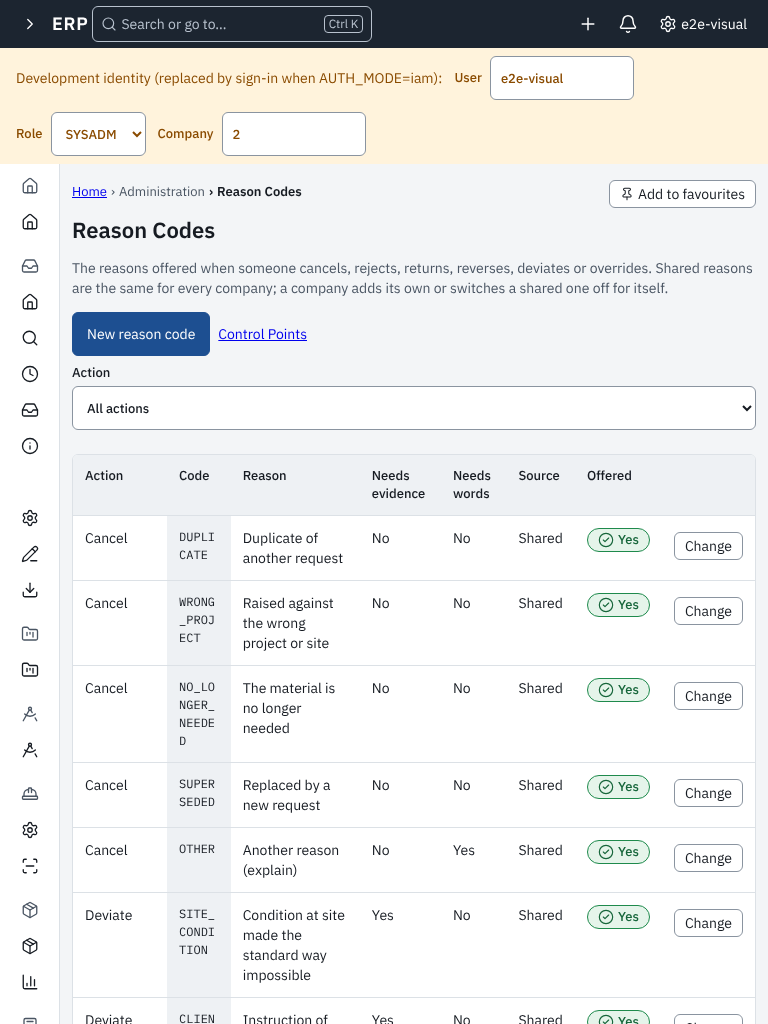 ERP
Search or go to...
Ctrl K
e2e-visual
Development identity (replaced by sign-in when AUTH_MODE=iam):
User
e2e-visual
Role
SYSADM
Company
2
Home › Administration › Reason Codes
Add to favourites
Reason Codes
The reasons offered when someone cancels, rejects, returns, reverses, deviates or overrides. Shared reasons
are the same for every company; a company adds its own or switches a shared one off for itself.
New reason code
Control Points
Action
All actions
Action Code Reason Needs Needs Source Offered
evidence words
Cancel DUPLI Duplicate of No No Shared Yes Change
CATE another request
Cancel WRONG Raised against No No Shared Yes Change
_PROJ the wrong
ECT project or site
Cancel NO_LO The material is No No Shared Yes Change
NGER_ no longer
NEEDE needed
D
Cancel SUPER Replaced by a No No Shared Yes Change
SEDED new request
Cancel OTHER Another reason No Yes Shared Yes Change
(explain)
Deviate SITE_ Condition at site Yes No Shared Yes Change
CONDI made the
TION standard way
impossible
Deviate CLIEN Instruction of Yes No Shared Yes